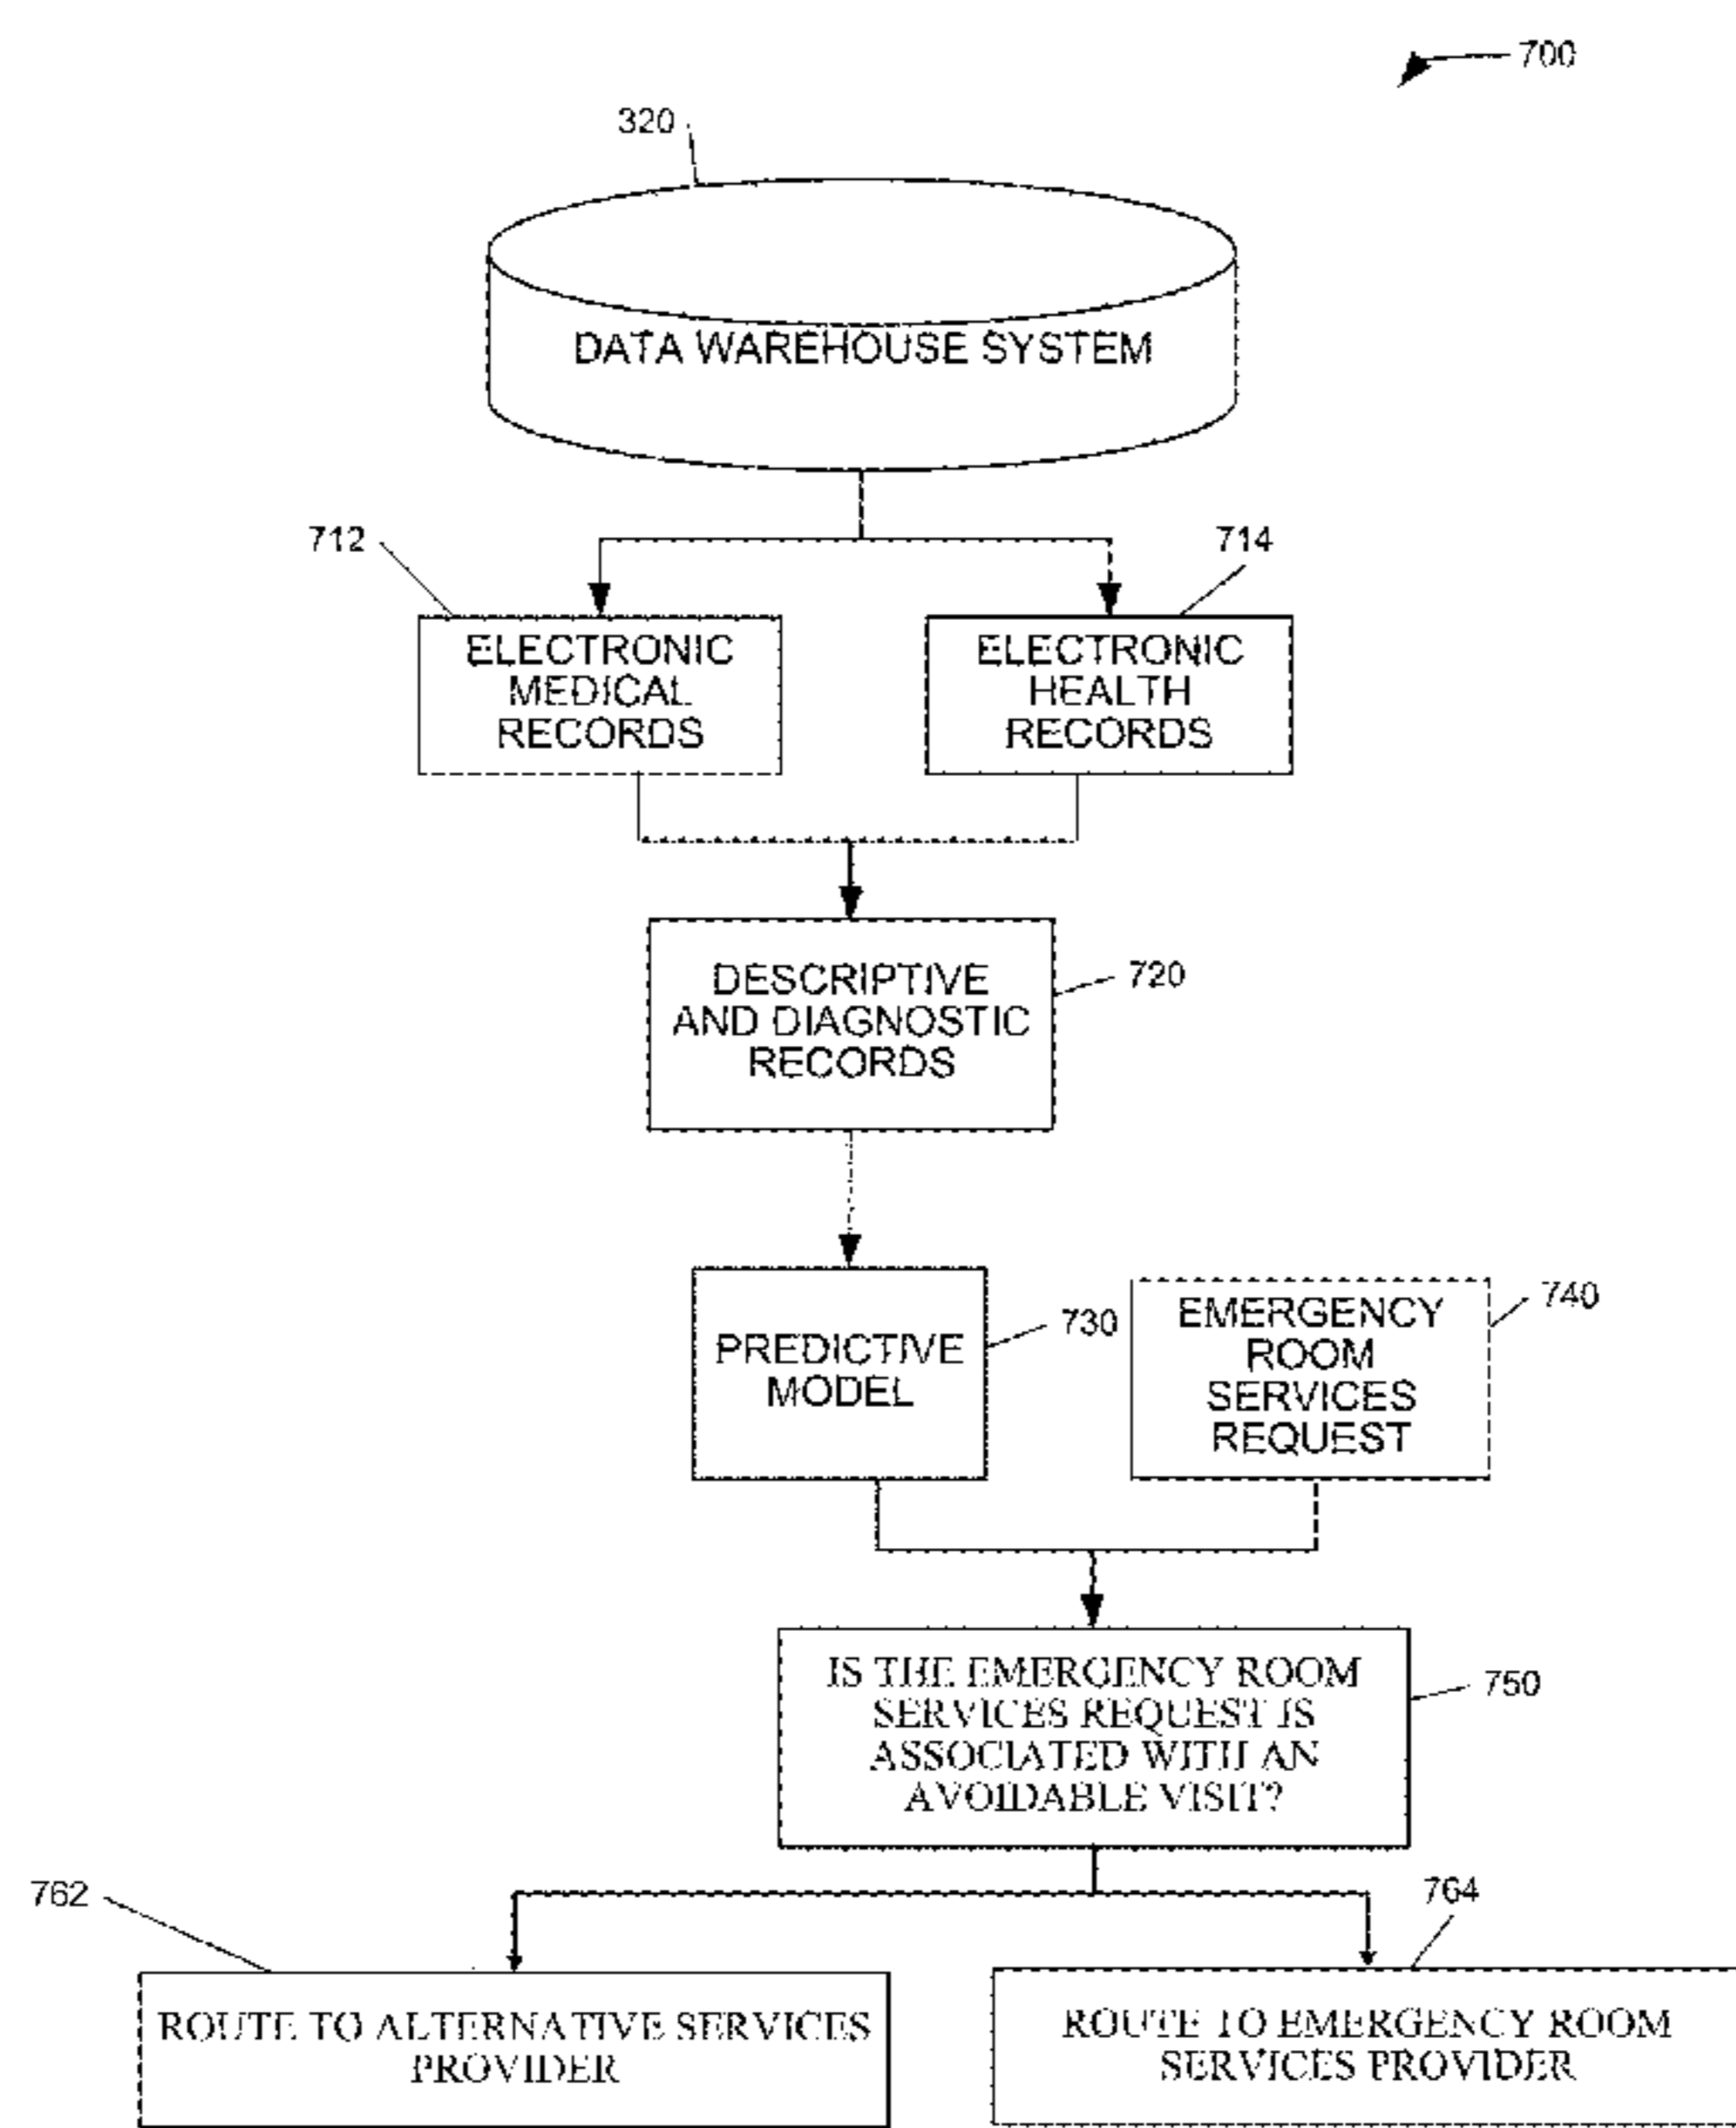 700
320
DATA WAREHOUSE SYSTEM
712
714
ELECTRONIC
MEDICAL
RECORDS
ELECTRONIC
HEALTH
RECORDS
DESCRIPTIVE
AND DIAGNOSTIC
RECORDS
720
PREDICTIVE
MODEL
730
EMERGENCY
ROOM
SERVICES
REQUEST
740
IS THE EMERGENCY ROOM
SERVICES REQUEST IS
ASSOCIATED WITH AN
AVOIDABLE VISIT?
750
762
764
ROUTE TO ALTERNATIVE SERVICES
PROVIDER
ROUTE TO EMERGENCY ROOM
SERVICES PROVIDER